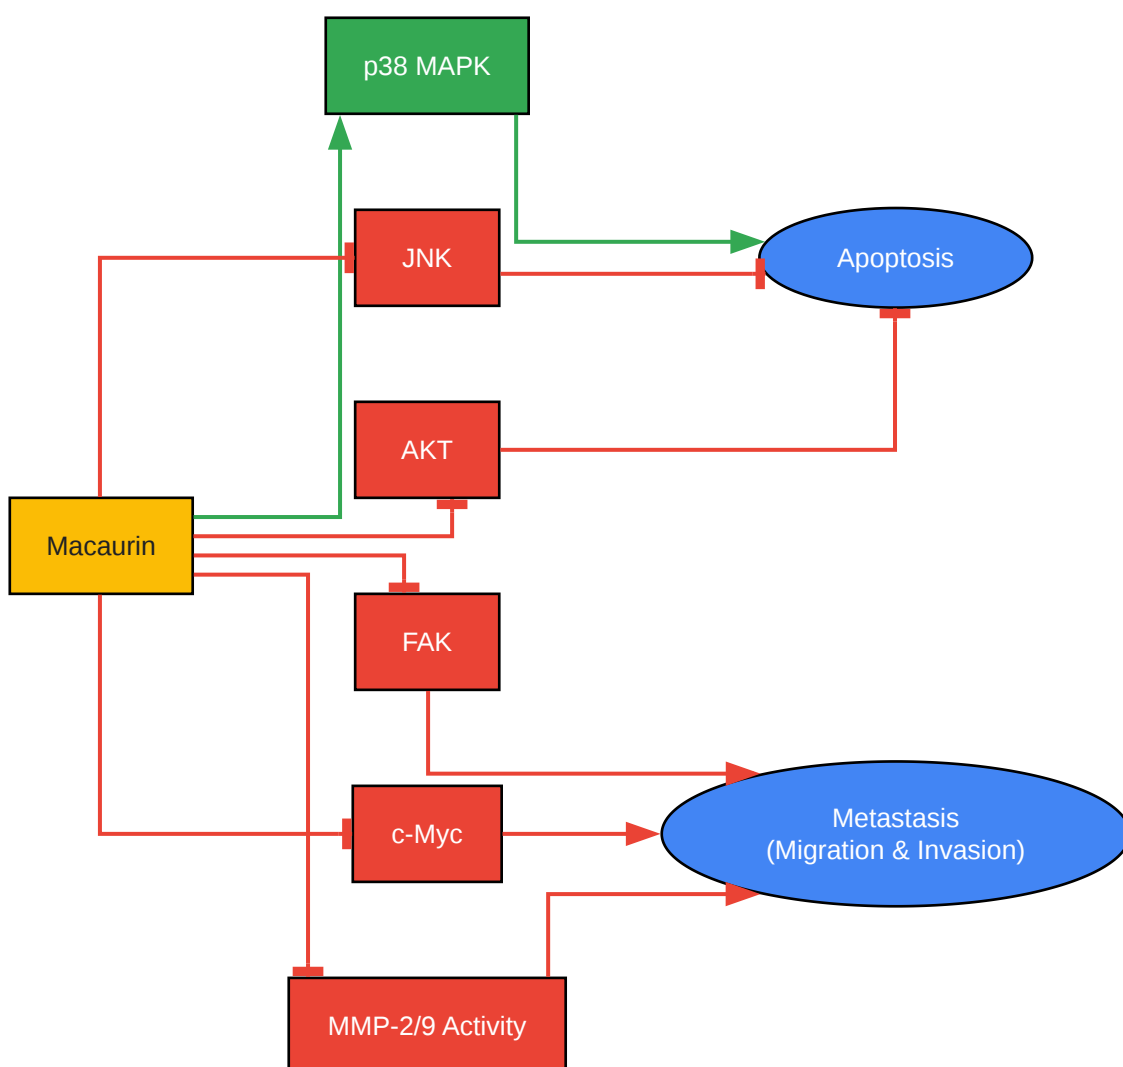 p38 MAPK
JNK
Apoptosis
AKT
Macaurin
FAK
c-Myc
Metastasis
(Migration & Invasion)
MMP-2/9 Activity